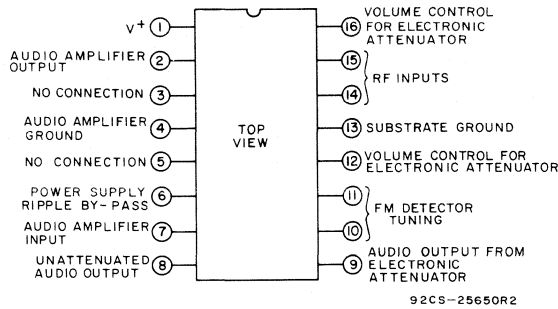 V+ 1
AUDIO AMPLIFIER
OUTPUT 2
NO CONNECTION 3
AUDIO AMPLIFIER
GROUND 4
NO CONNECTION 5
POWER SUPPLY
RIPPLE BY-PASS 6
AUDIO AMPLIFIER
INPUT 7
UNATTENUATED
AUDIO OUTPUT 8
TOP
VIEW
16 VOLUME CONTROL
FOR ELECTRONIC
ATTENUATOR
15
RF INPUTS
14
13 SUBSTRATE GROUND
12 VOLUME CONTROL FOR
ELECTRONIC ATTENUATOR
11
FM DETECTOR
TUNING
10
9 AUDIO OUTPUT FROM
ELECTRONIC
ATTENUATOR
92CS-25650R2